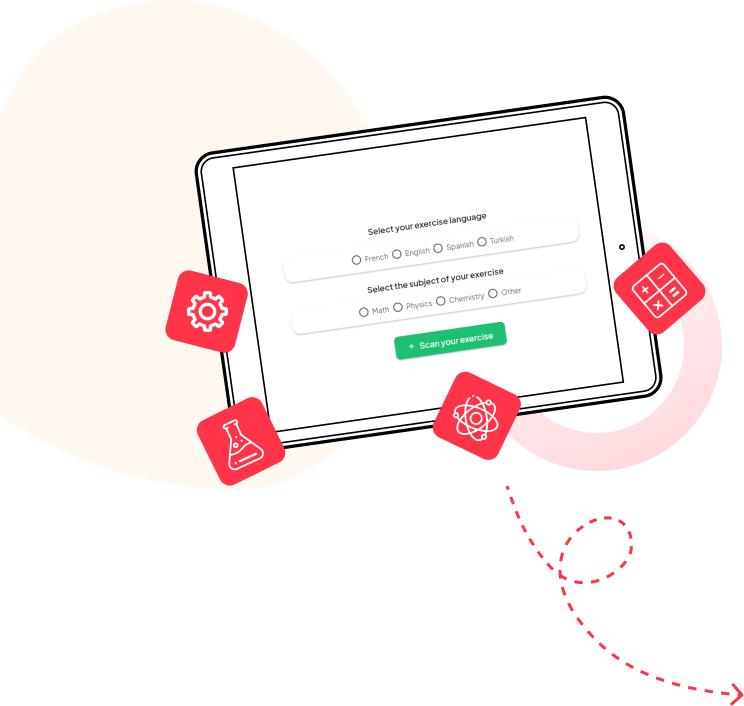 Select your exercise language
French English Spanish Turkish
Select the subject of your exercise
Math Physics Chemistry Other
+ Scan your exercise